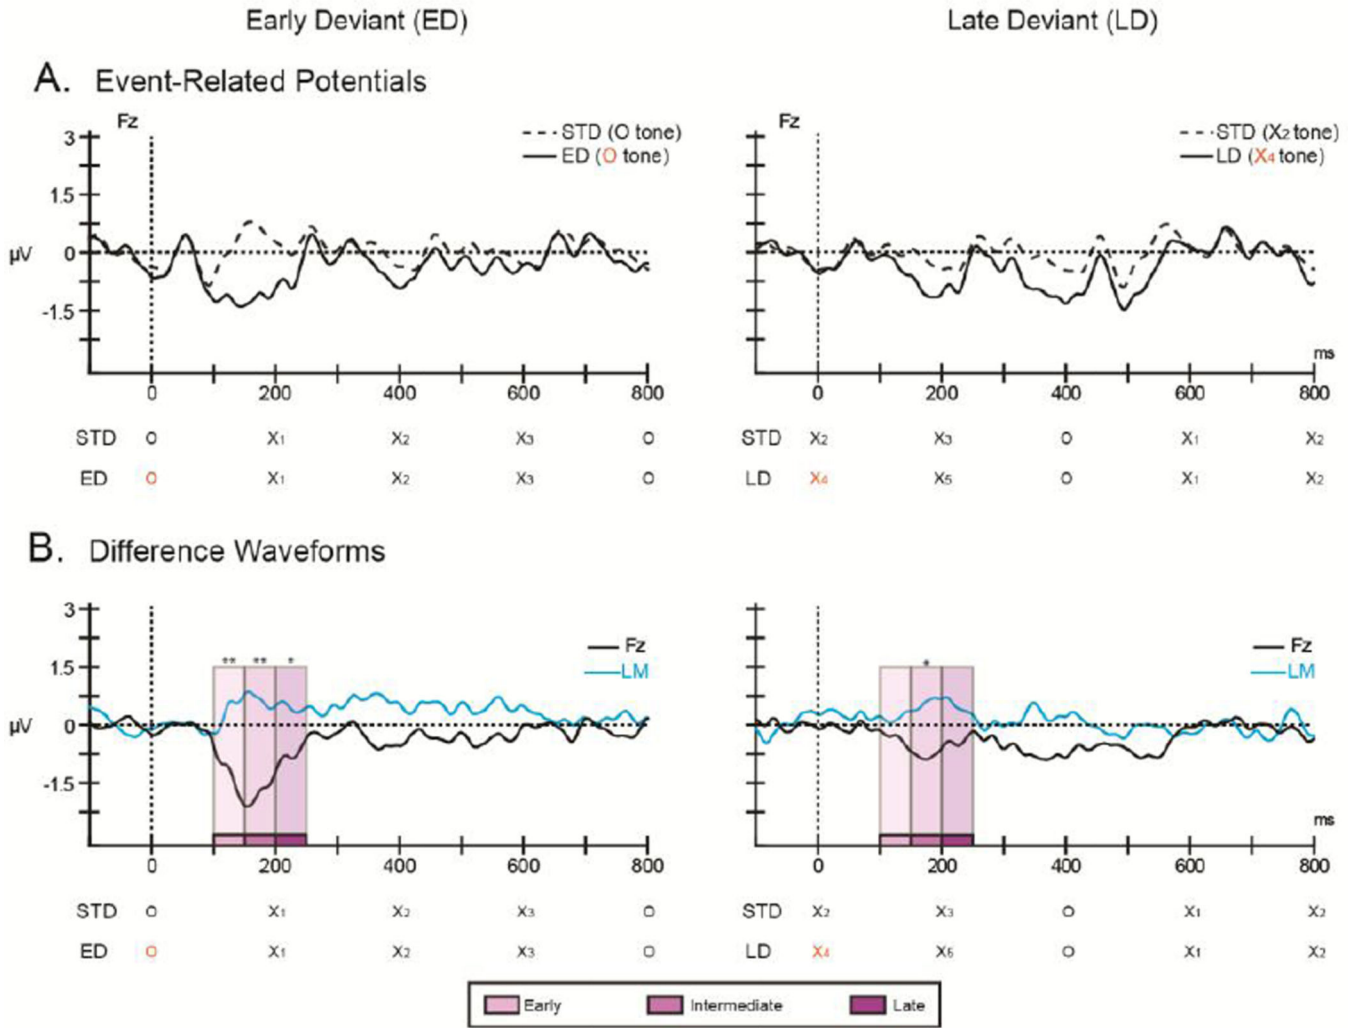 Early Deviant (ED) Late Deviant (LD)
A. Event-Related Potentials
Fz Fz
3
--- STD (O tone) --- STD (X2 tone)
— ED (O tone) — LD (X4 tone)
1.5
µV 0
-1.5
ms
0 200 400 600 800 0 200 400 600 800
STD O X1 X2 X3 O STD X2 X3 O X1 X2
ED O X1 X2 X3 O LD X4 X5 O X1 X2
B. Difference Waveforms
3
— Fz — Fz
** ** * *
1.5 — LM — LM
µV 0
-1.5
ms
0 200 400 600 800 0 200 400 600 800
STD O X1 X2 X3 O STD X2 X3 O X1 X2
ED O X1 X2 X3 O LD X4 X6 O X1 X2
Early Intermediate Late